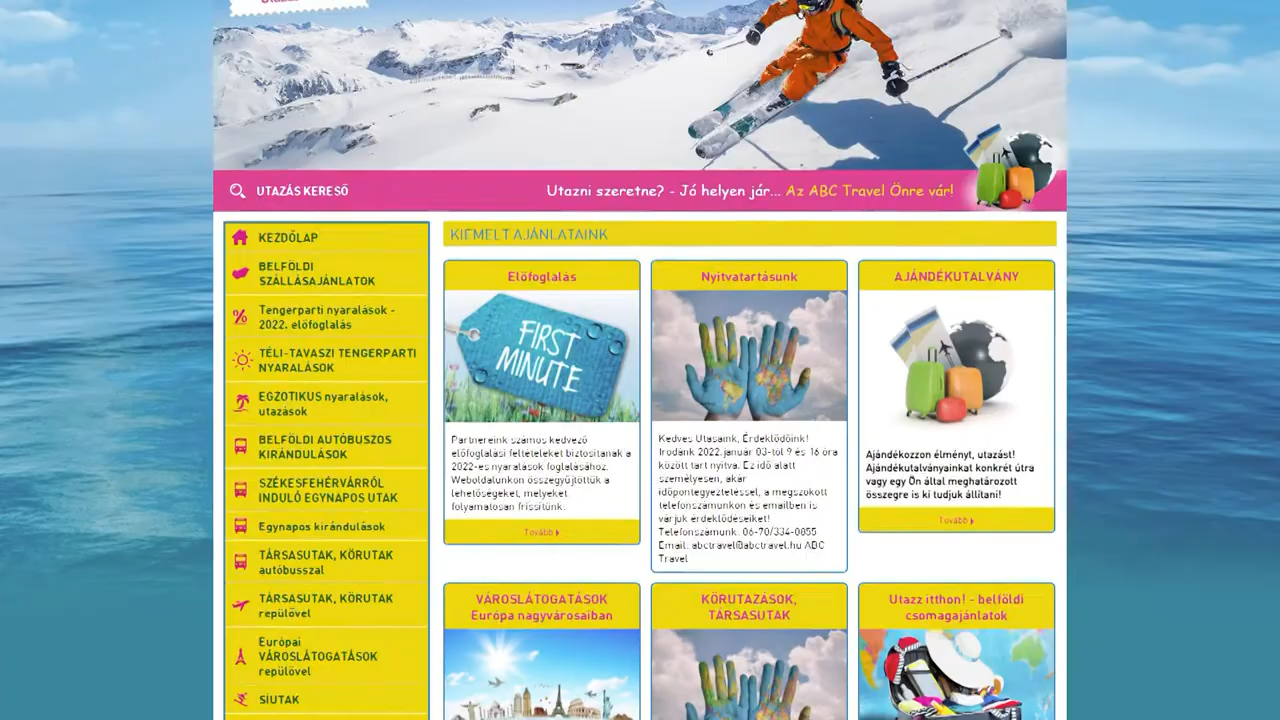 UTAZÁS KERESŐ
Utazni szeretne? - Jó helyen jár... Az ABC Travel Önre vár!
KEZDŐLAP
BELFÖLDI
SZÁLLÁSAJÁNLATOK
Tengerparti nyaralások -
2022. előfoglalás
TÉLI-TAVASZI TENGERPARTI
NYARALÁSOK
EGZOTIKUS nyaralások,
utazások
BELFÖLDI AUTÓBUSZOS
KIRÁNDULÁSOK
SZÉKESFEHÉRVÁRRÓL
INDULÓ EGYNAPOS UTAK
Egynapos kirándulások
TÁRSASUTAK, KÖRUTAK
autóbusszal
TÁRSASUTAK, KÖRUTAK
repülővel
Európai
VÁROSLÁTOGATÁSOK
repülővel
SÍUTAK
KIEMELT AJÁNLATAINK
Előfoglalás
FIRST
MINUTE
Partnereink számos kedvező
előfoglalási feltételeket biztosítanak a
2022-es nyaralások foglalásához.
Weboldalunkon összegyűjtöttük a
lehetőségeket, melyeket
folyamatosan frissítünk.
Tovább
Nyitvatartásunk
Kedves Utasaink, Érdeklődőink!
Irodánk 2022.január 03-tól 9 és 16 óra
között tart nyitva. Ez idő alatt
személyesen, akár
időpontegyeztetéssel, a megszokott
telefonszámunkon és emailben is
várjuk érdeklődéseiket!
Telefonszámunk: 06-70/334-0855
Email: abctravel@abctravel.hu ABC
Travel
AJÁNDÉKUTALVÁNY
Ajándékozzon élményt, utazást!
Ajándékutalványainkat konkrét útra
vagy egy Ön által meghatározott
összegre is ki tudjuk állítani!
Tovább
VÁROSLÁTOGATÁSOK
Európa nagyvárosaiban
KÖRUTAZÁSOK,
TÁRSASUTAK
Utazz itthon! - belföldi
csomagajánlatok